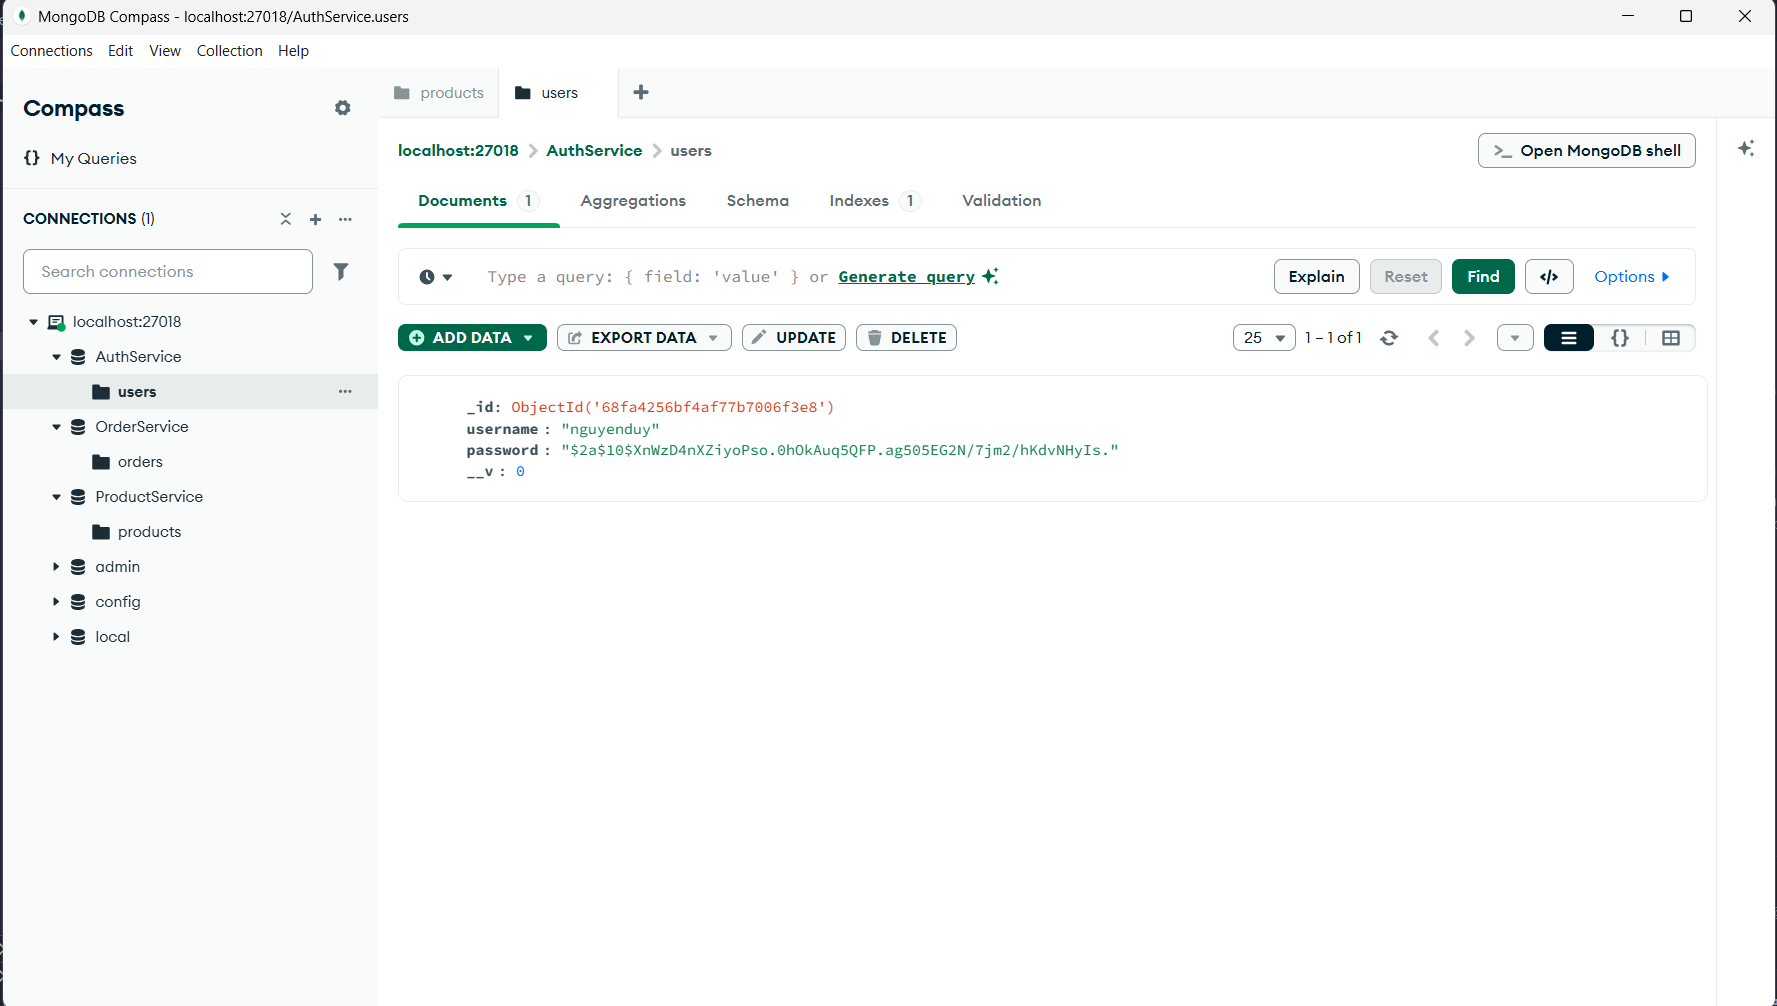 MongoDB Compass - localhost:27018/AuthService.users
Connections Edit View Collection Help
Compass
{} My Queries
CONNECTIONS (1)
Search connections
localhost:27018
AuthService
users
OrderService
orders
ProductService
products
admin
config
local
products users
localhost:27018 AuthService users
>_ Open MongoDB shell
Documents 1 Aggregations Schema Indexes 1 Validation
Type a query: { field: 'value' } or Generate query
Explain Reset Find </> Options
ADD DATA EXPORT DATA UPDATE DELETE
25 1 – 1 of 1 {}
_id: ObjectId('68fa4256bf4af77b7006f3e8')
username : "nguyenduy"
password : "$2a$10$XnWzD4nXZiyoPso.0hOkAuq5QFP.ag505EG2N/7jm2/hKdvNHyIs."
__v : 0